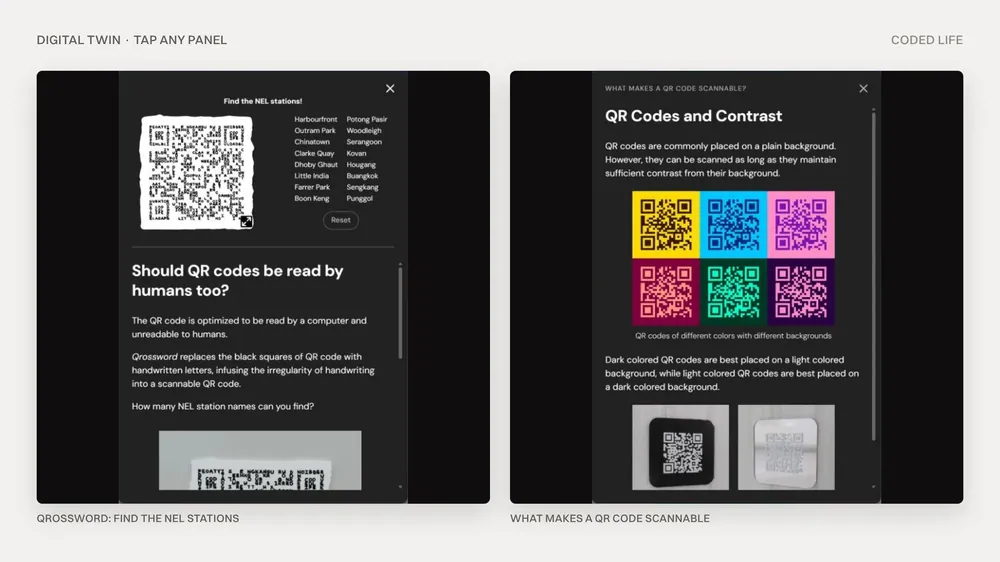 DIGITAL TWIN · TAP ANY PANEL
CODED LIFE
Find the NEL stations!
Harbourfront
Outram Park
Chinatown
Clarke Quay
Dhoby Ghaut
Little India
Farrer Park
Boon Keng
Potong Pasir
Woodleigh
Serangoon
Kovan
Hougang
Buangkok
Sengkang
Punggol
Reset
Should QR codes be read by
humans too?
The QR code is optimized to be read by a computer and
unreadable to humans.
Qrossword replaces the black squares of QR code with
handwritten letters, infusing the irregularity of handwriting
into a scannable QR code.
How many NEL station names can you find?
QROSSWORD: FIND THE NEL STATIONS
WHAT MAKES A QR CODE SCANNABLE?
QR Codes and Contrast
QR codes are commonly placed on a plain background.
However, they can be scanned as long as they maintain
sufficient contrast from their background.
QR codes of different colors with different backgrounds
Dark colored QR codes are best placed on a light colored
background, while light colored QR codes are best placed on
a dark colored background.
WHAT MAKES A QR CODE SCANNABLE